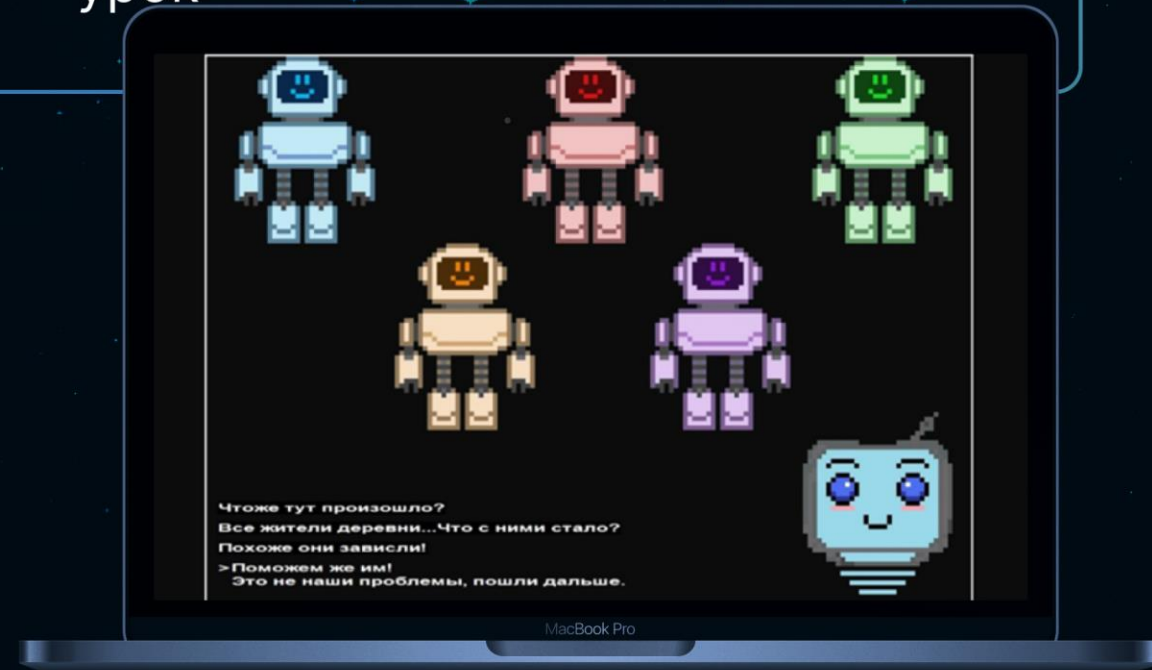 урок
Чтоже тут произошло?
Все жители деревни...Что с ними стало?
Похоже они зависли!
>Поможем же им!
Это не наши проблемы, пошли дальше.
MacBook Pro